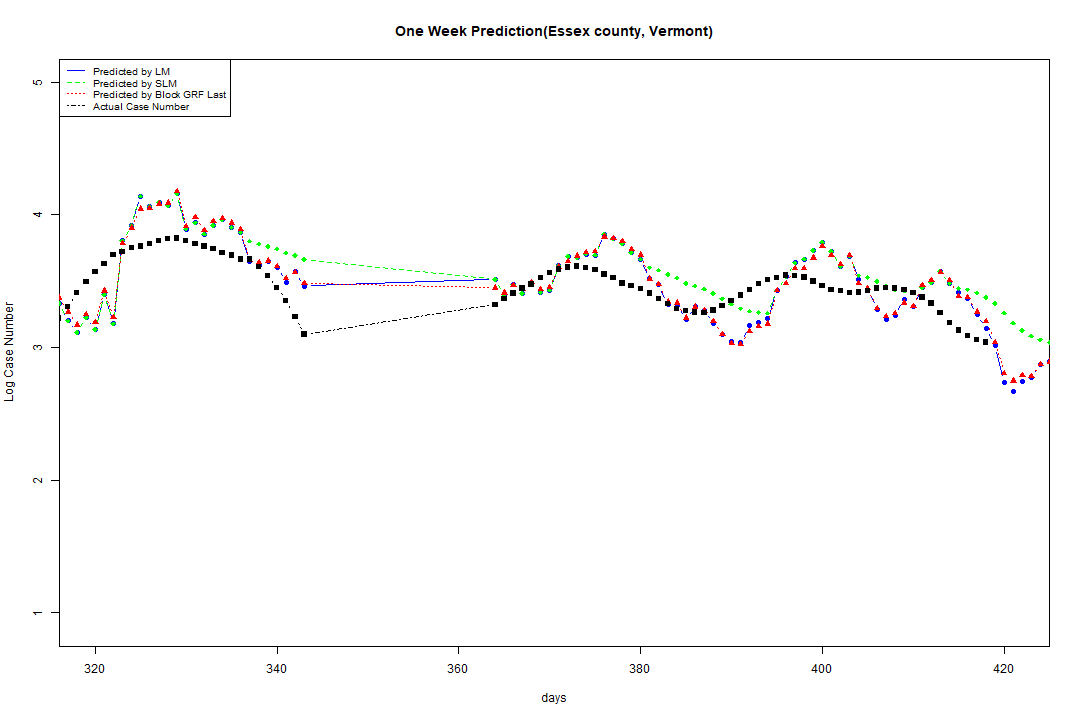 One Week Prediction(Essex county, Vermont)
Predicted by LM
Predicted by SLM
Predicted by Block GRF Last
Actual Case Number
5
4
3
2
1
Log Case Number
320 340 360 380 400 420
days